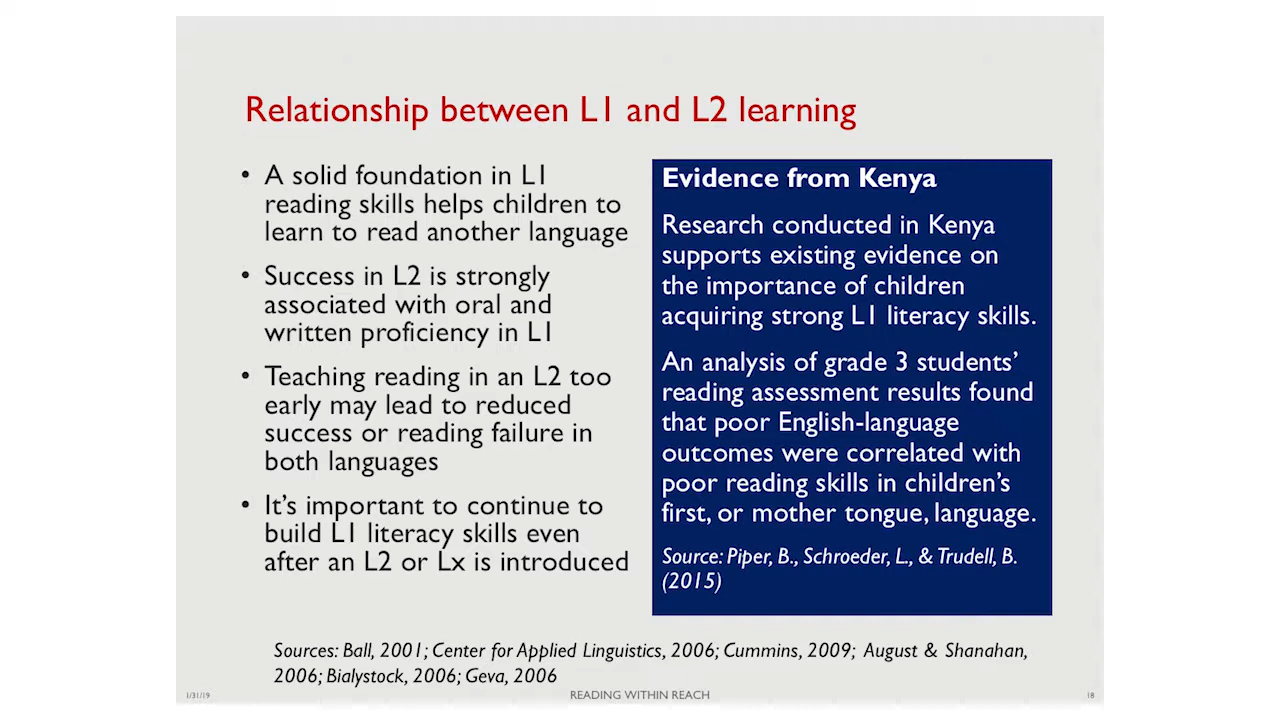 Relationship between L1 and L2 learning
• A solid foundation in L1
reading skills helps children to
learn to read another language
• Success in L2 is strongly
associated with oral and
written proficiency in L1
• Teaching reading in an L2 too
early may lead to reduced
success or reading failure in
both languages
• It's important to continue to
build L1 literacy skills even
after an L2 or Lx is introduced
Evidence from Kenya
Research conducted in Kenya
supports existing evidence on
the importance of children
acquiring strong L1 literacy skills.
An analysis of grade 3 students'
reading assessment results found
that poor English-language
outcomes were correlated with
poor reading skills in children's
first, or mother tongue, language.
Source: Piper, B., Schroeder, L., & Trudell, B.
(2015)
Sources: Ball, 2001; Center for Applied Linguistics, 2006; Cummins, 2009; August & Shanahan,
2006; Bialystock, 2006; Geva, 2006
1/31/19
READING WITHIN REACH
18